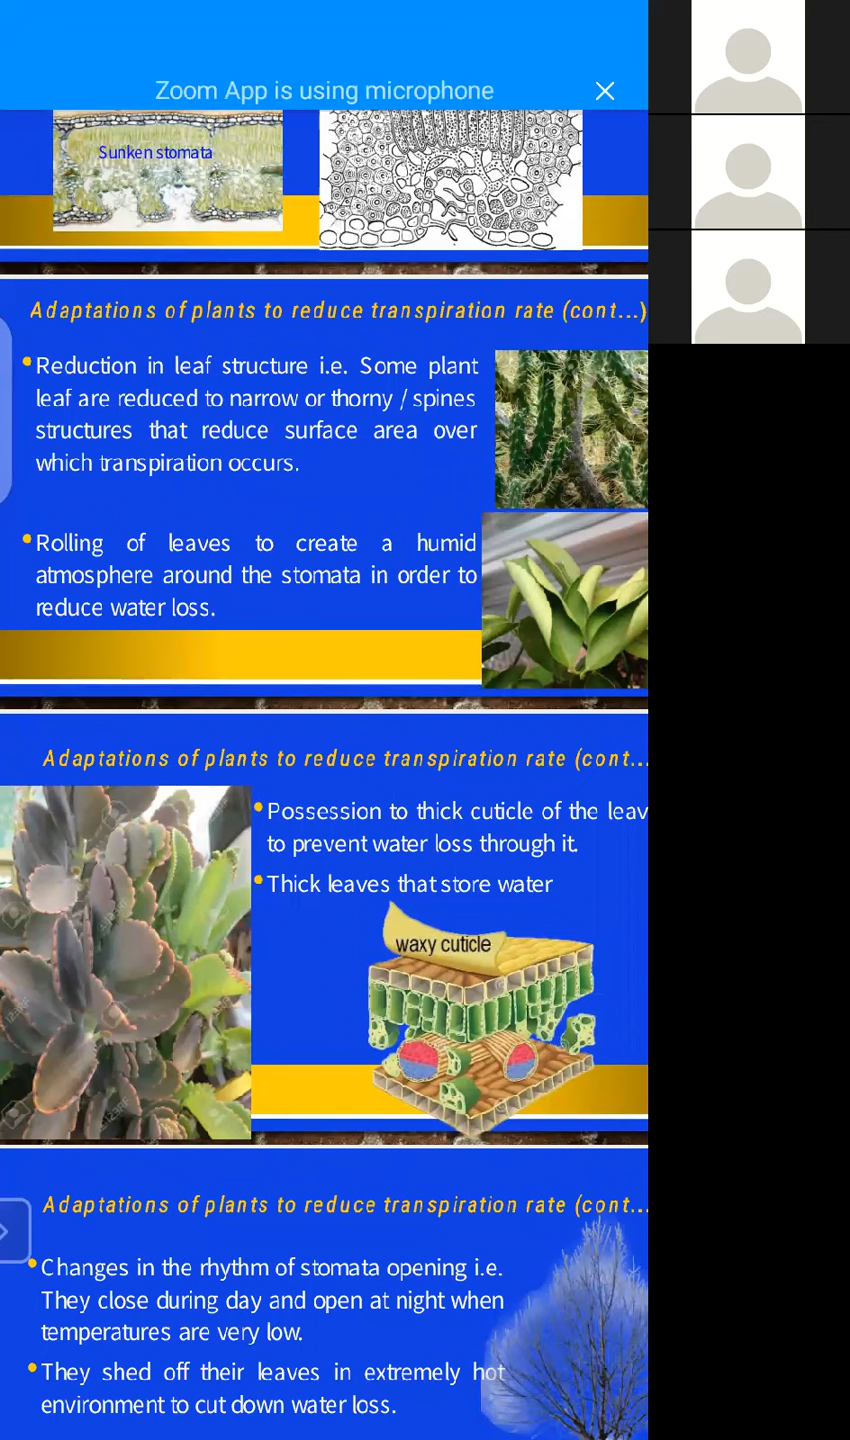 Zoom App is using microphone
Sunken stomata
Adaptations of plants to reduce transpiration rate (cont...)
•Reduction in leaf structure i.e. Some plant
leaf are reduced to narrow or thorny / spines
structures that reduce surface area over
which transpiration occurs.
•Rolling of leaves to create a humid
atmosphere around the stomata in order to
reduce water loss.
Adaptations of plants to reduce transpiration rate (cont...
•Possession to thick cuticle of the leav
to prevent water loss through it.
•Thick leaves that store water
waxy cuticle
Adaptations of plants to reduce transpiration rate (cont...
•Changes in the rhythm of stomata opening i.e.
They close during day and open at night when
temperatures are very low.
•They shed off their leaves in extremely hot
environment to cut down water loss.